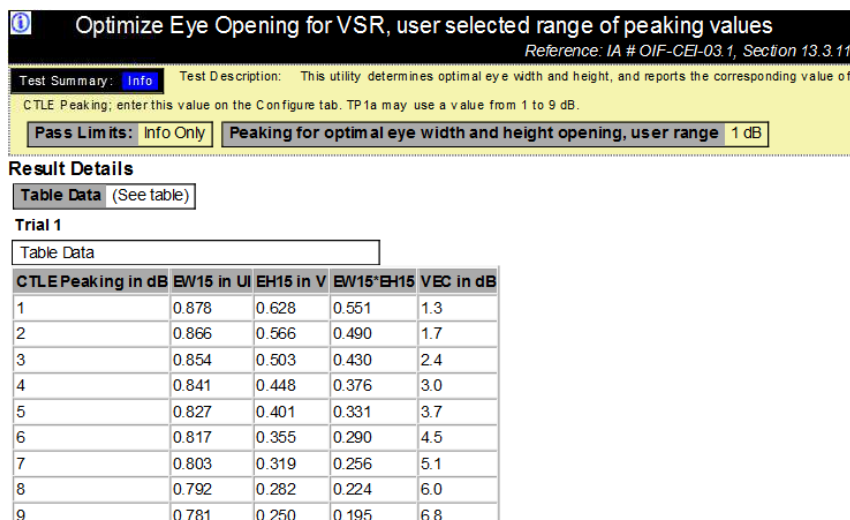 Optimize Eye Opening for VSR, user selected range of peaking values
Reference: IA # OIF-CEI-03.1, Section 13.3.11
Test Summary: Info Test Description: This utility determines optimal eye width and height, and reports the corresponding value of
CTLE Peaking; enter this value on the Configure tab. TP1a may use a value from 1 to 9 dB.
Pass Limits: Info Only Peaking for optimal eye width and height opening, user range 1 dB
Result Details
Table Data (See table)
Trial 1
Table Data
CTLE Peaking in dB EW15 in UI EH15 in V EW15*EH15 VEC in dB
1 0.878 0.628 0.551 1.3
2 0.866 0.566 0.490 1.7
3 0.854 0.503 0.430 2.4
4 0.841 0.448 0.376 3.0
5 0.827 0.401 0.331 3.7
6 0.817 0.355 0.290 4.5
7 0.803 0.319 0.256 5.1
8 0.792 0.282 0.224 6.0
9 0.781 0.250 0.195 6.8